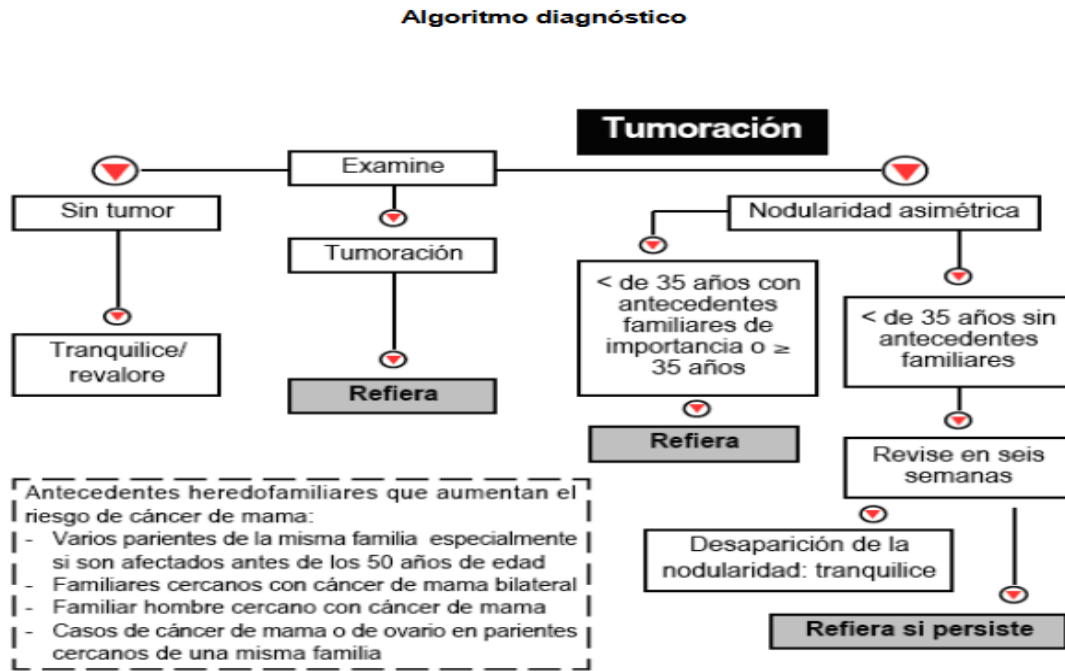 Algoritmo diagnóstico
Tumoración
Examine
Sin tumor
Tranquilice/
revalore
Tumoración
Refiera
Nodularidad asimétrica
< de 35 años con
antecedentes
familiares de
importancia o ≥
35 años
Refiera
< de 35 años sin
antecedentes
familiares
Revise en seis
semanas
Desaparición de la
nodularidad: tranquilice
Refiera si persiste
Antecedentes heredofamiliares que aumentan el
riesgo de cáncer de mama:
- Varios parientes de la misma familia especialmente
si son afectados antes de los 50 años de edad
- Familiares cercanos con cáncer de mama bilateral
- Familiar hombre cercano con cáncer de mama
- Casos de cáncer de mama o de ovario en parientes
cercanos de una misma familia